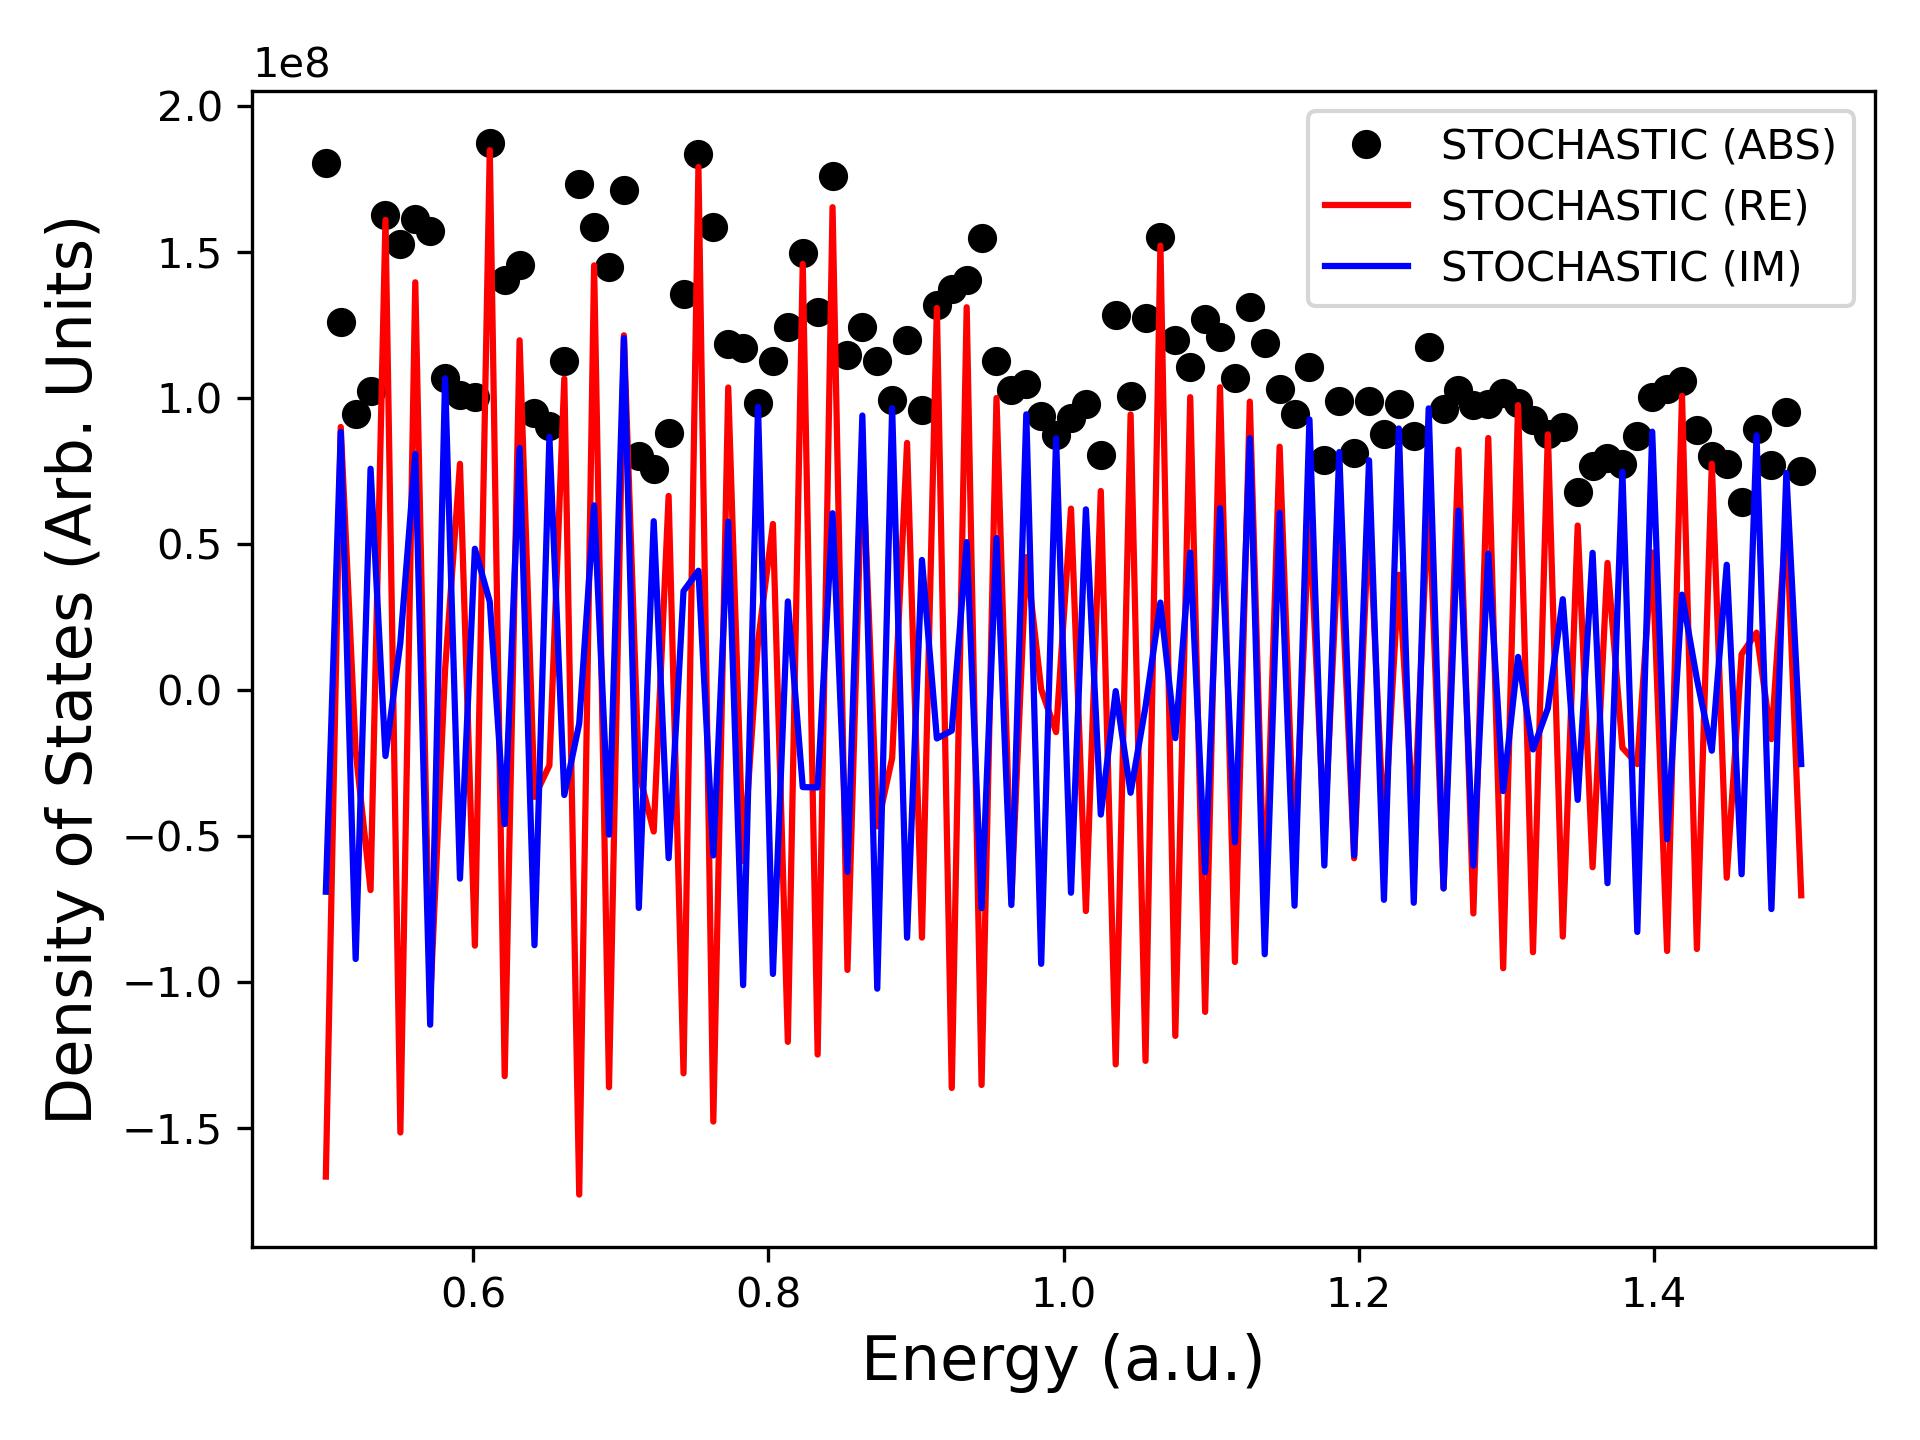 1e8
2.0
1.5
1.0
0.5
0.0
−0.5
−1.0
−1.5
Density of States (Arb. Units)
STOCHASTIC (ABS)
STOCHASTIC (RE)
STOCHASTIC (IM)
0.6 0.8 1.0 1.2 1.4
Energy (a.u.)